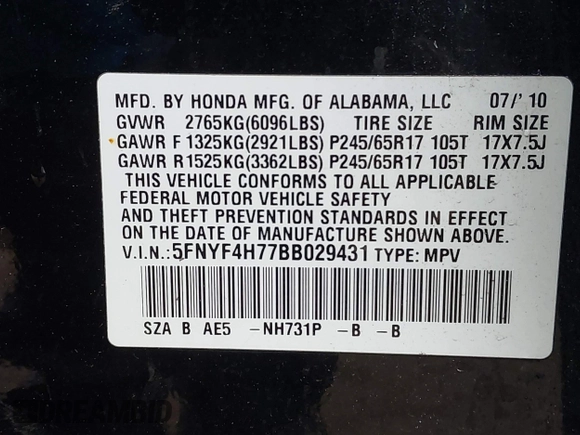 MFD. BY HONDA MFG. OF ALABAMA, LLC 07/'10
GVWR 2765KG(6096LBS) TIRE SIZE RIM SIZE
GAWR F 1325KG(2921LBS) P245/65R17 105T 17X7.5J
GAWR R1525KG(3362LBS) P245/65R17 105T 17X7.5J
THIS VEHICLE CONFORMS TO ALL APPLICABLE
FEDERAL MOTOR VEHICLE SAFETY
AND THEFT PREVENTION STANDARDS IN EFFECT
ON THE DATE OF MANUFACTURE SHOWN ABOVE.
V.I.N.:5FNYF4H77BB029431 TYPE: MPV
SZA B AE5 -NH731P -B -B
DREAMBID